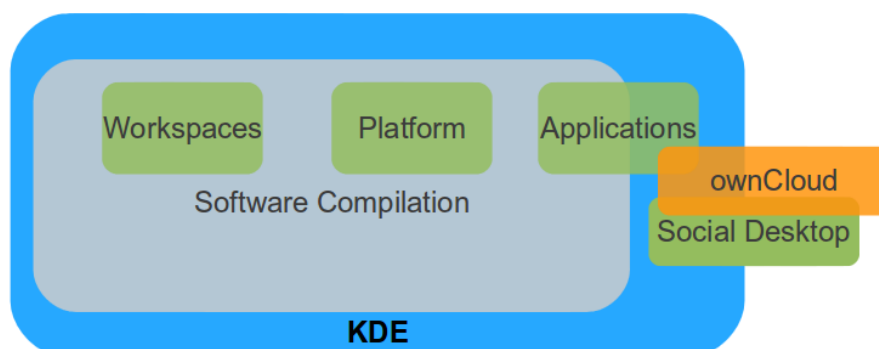 Workspaces
Platform
Applications
ownCloud
Software Compilation
Social Desktop
KDE